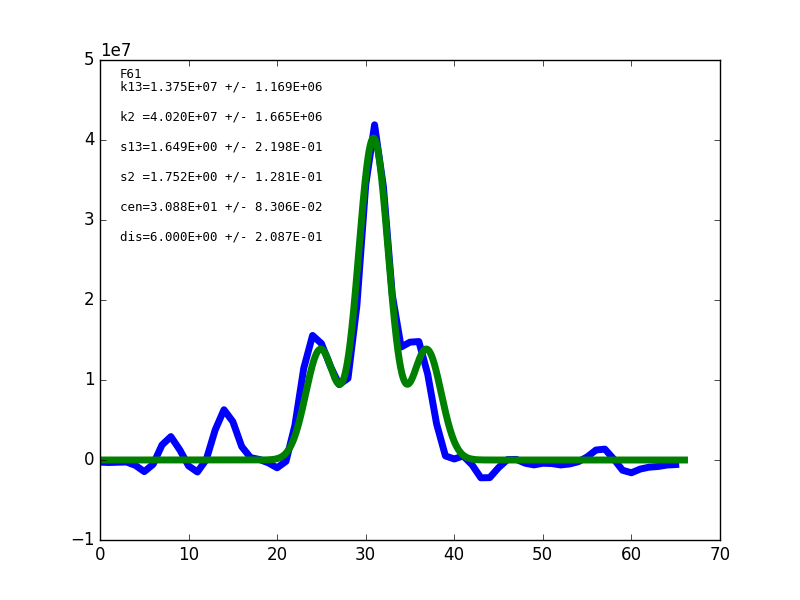 1e7
F61
k13=1.375E+07 +/- 1.169E+06
k2 =4.020E+07 +/- 1.665E+06
s13=1.649E+00 +/- 2.198E-01
s2 =1.752E+00 +/- 1.281E-01
cen=3.088E+01 +/- 8.306E-02
dis=6.000E+00 +/- 2.087E-01
5
4
3
2
1
0
−1
0 10 20 30 40 50 60 70